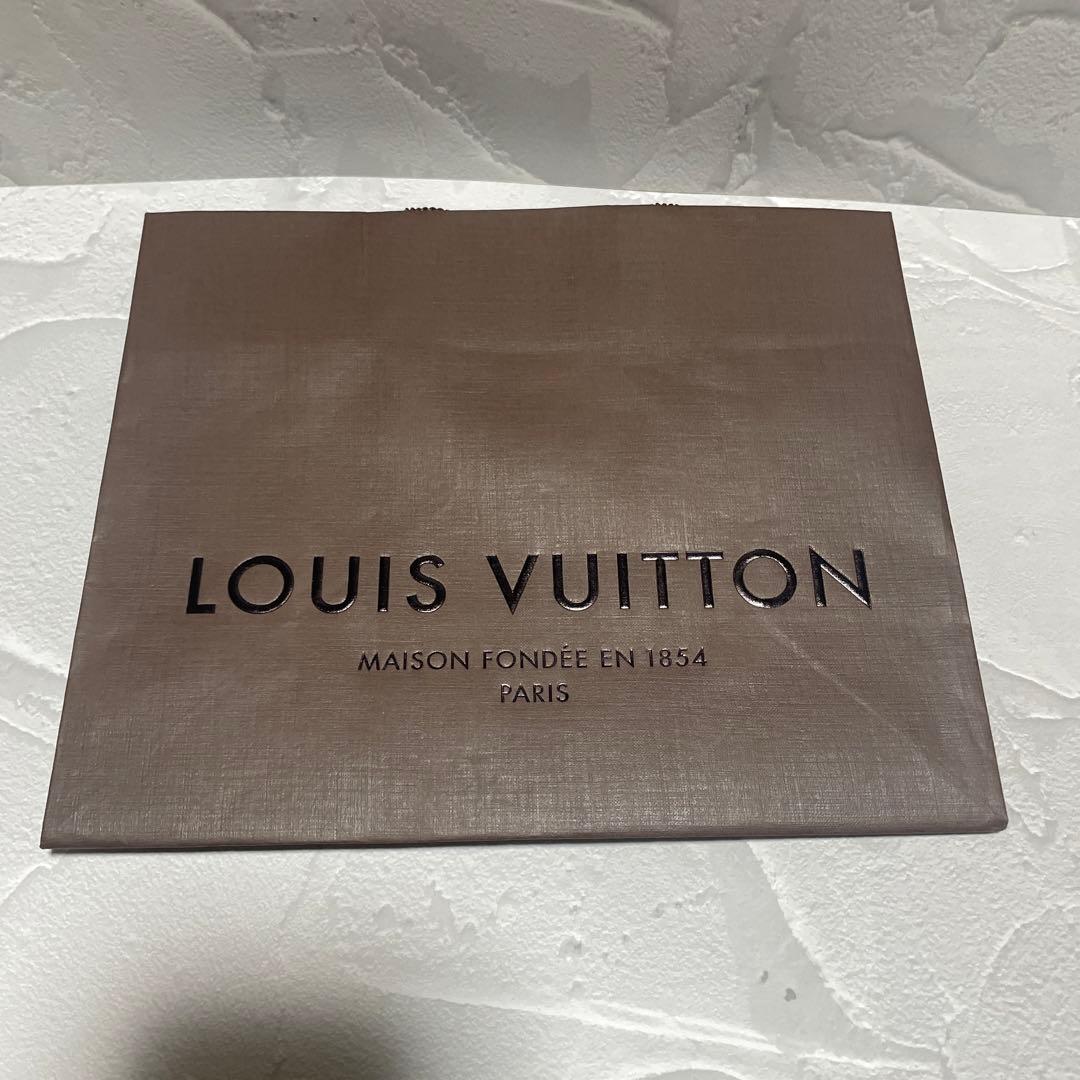 LOUIS VUITTON
MAISON FONDÉE EN 1854
PARIS